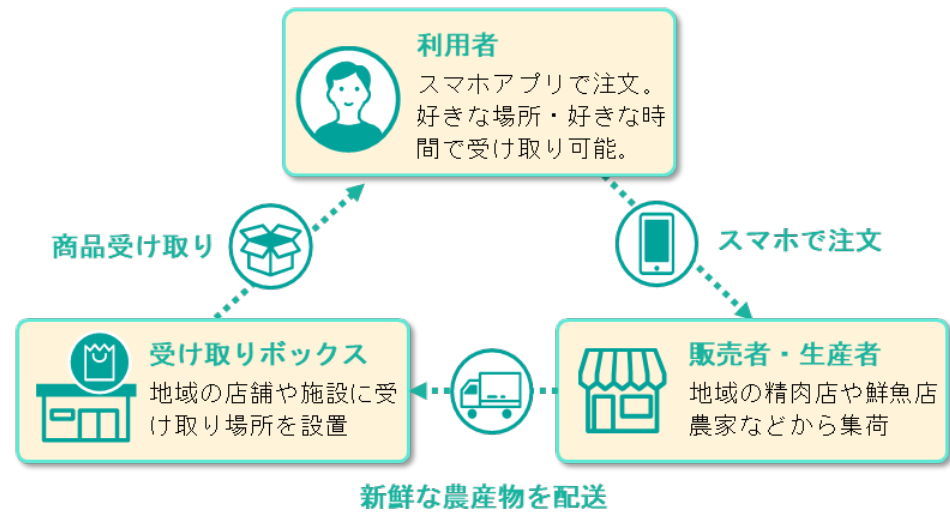 利用者
スマホアプリで注文。
好きな場所・好きな時
間で受け取り可能。
商品受け取り
スマホで注文
受け取りボックス
地域の店舗や施設に受
け取り場所を設置
販売者・生産者
地域の精肉店や鮮魚店
農家などから集荷
新鮮な農産物を配送